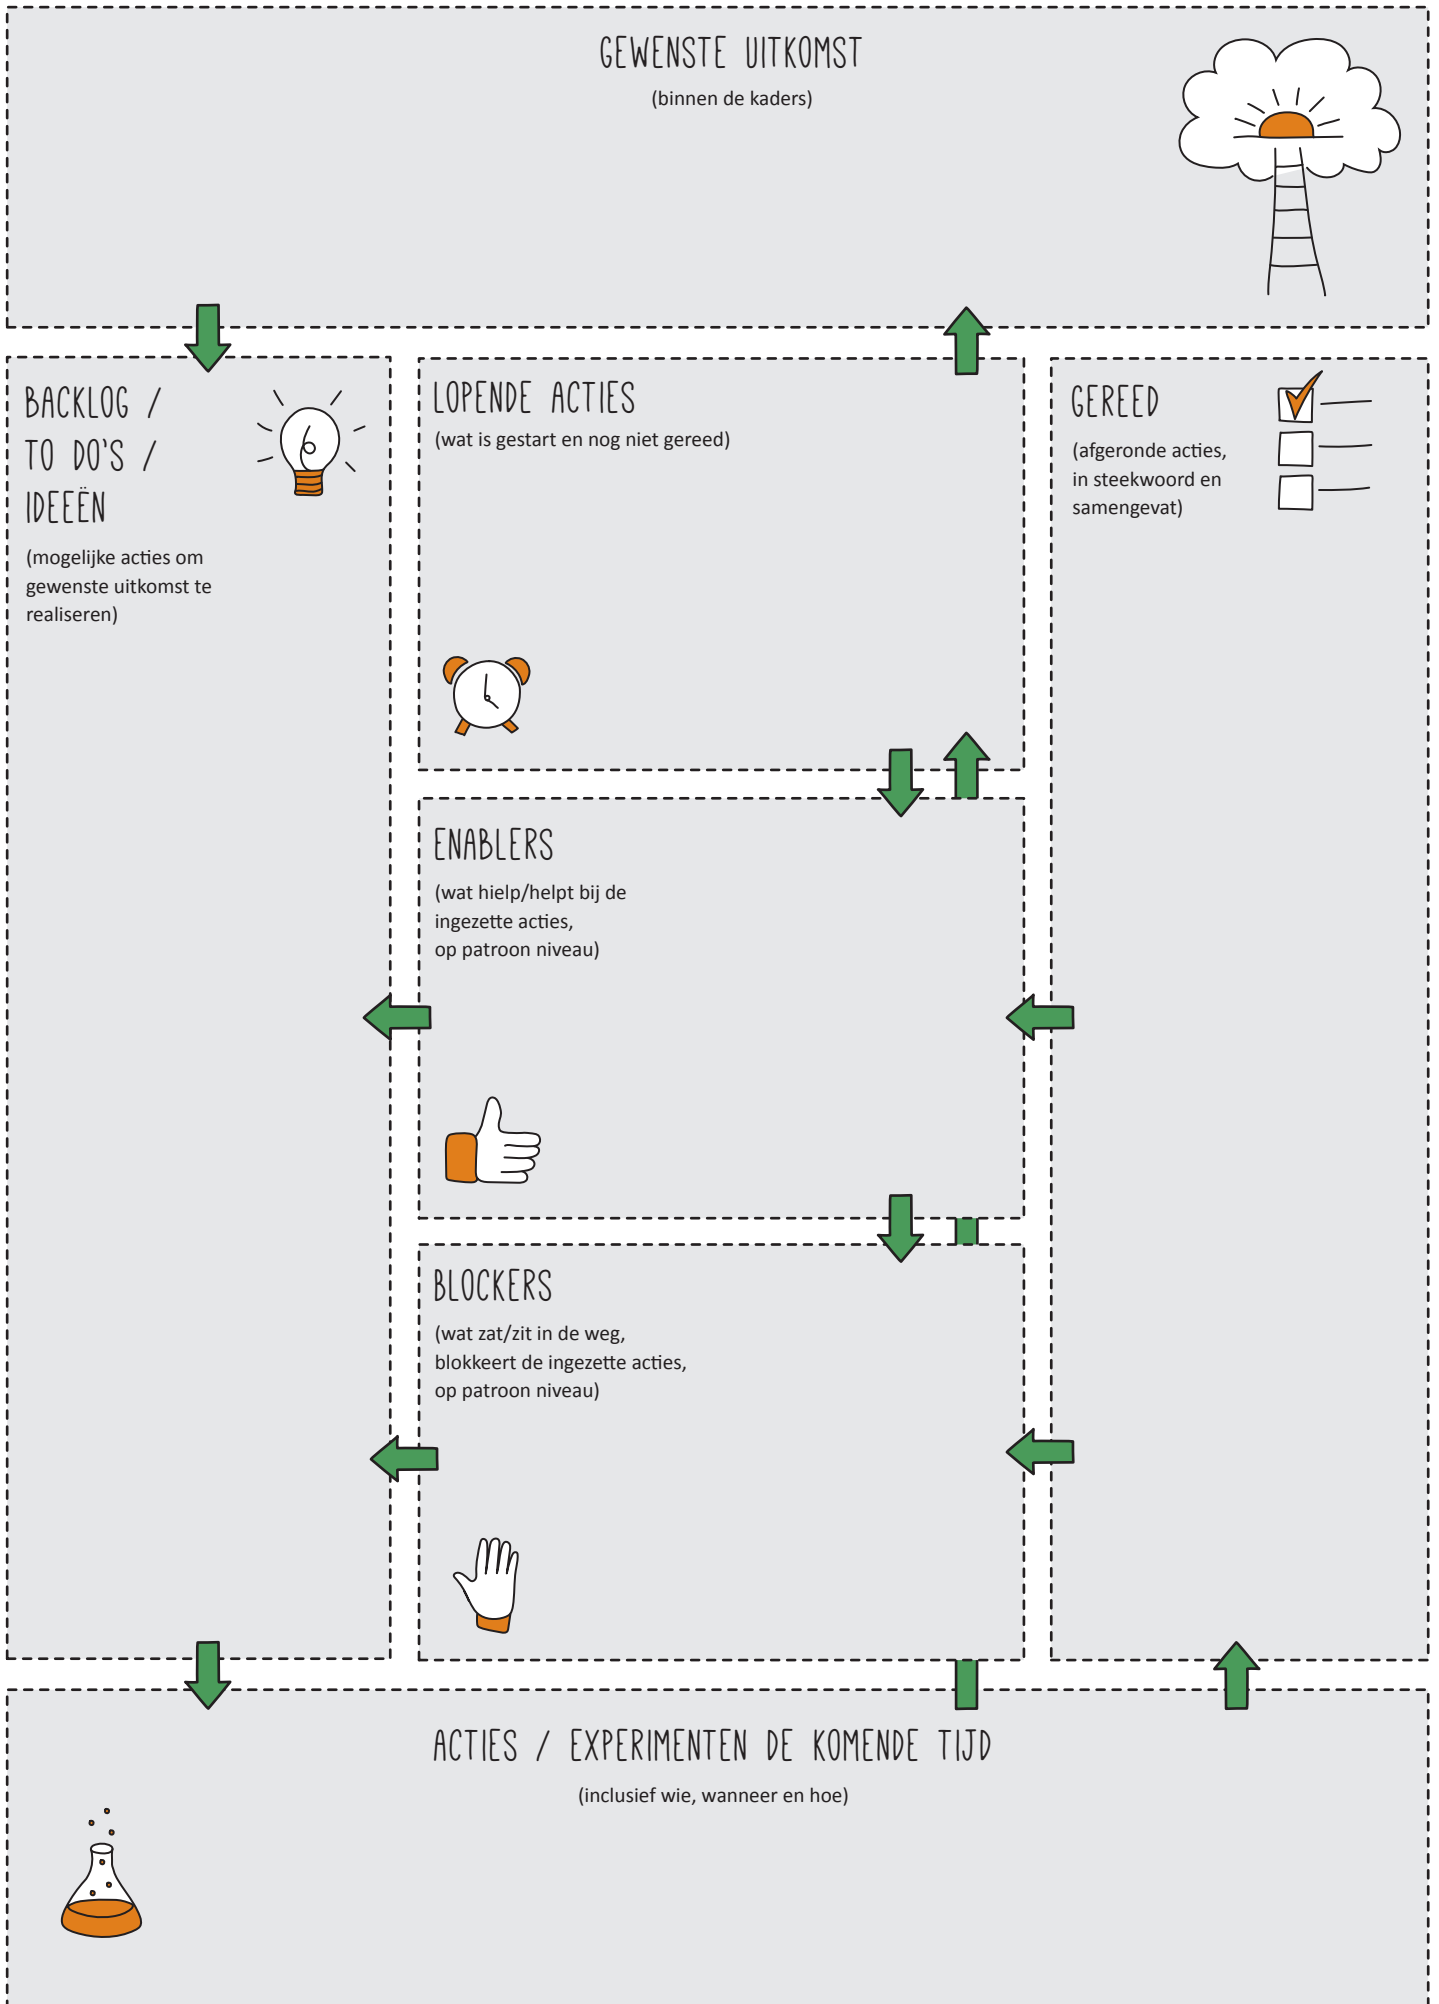 GEWENSTE UITKOMST
(binnen de kaders)
BACKLOG /
TO DO'S /
IDEEËN
(mogelijke acties om
gewenste uitkomst te
realiseren)
LOPENDE ACTIES
(wat is gestart en nog niet gereed)
GEREED
(afgeronde acties,
in steekwoord en
samengevat)
ENABLERS
(wat hielp/helpt bij de
ingezette acties,
op patroon niveau)
BLOCKERS
(wat zat/zit in de weg,
blokkeert de ingezette acties,
op patroon niveau)
ACTIES / EXPERIMENTEN DE KOMENDE TIJD
(inclusief wie, wanneer en hoe)